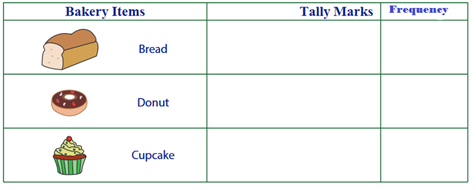 Bakery Items Tally Marks Frequency
Bread
Donut
Cupcake